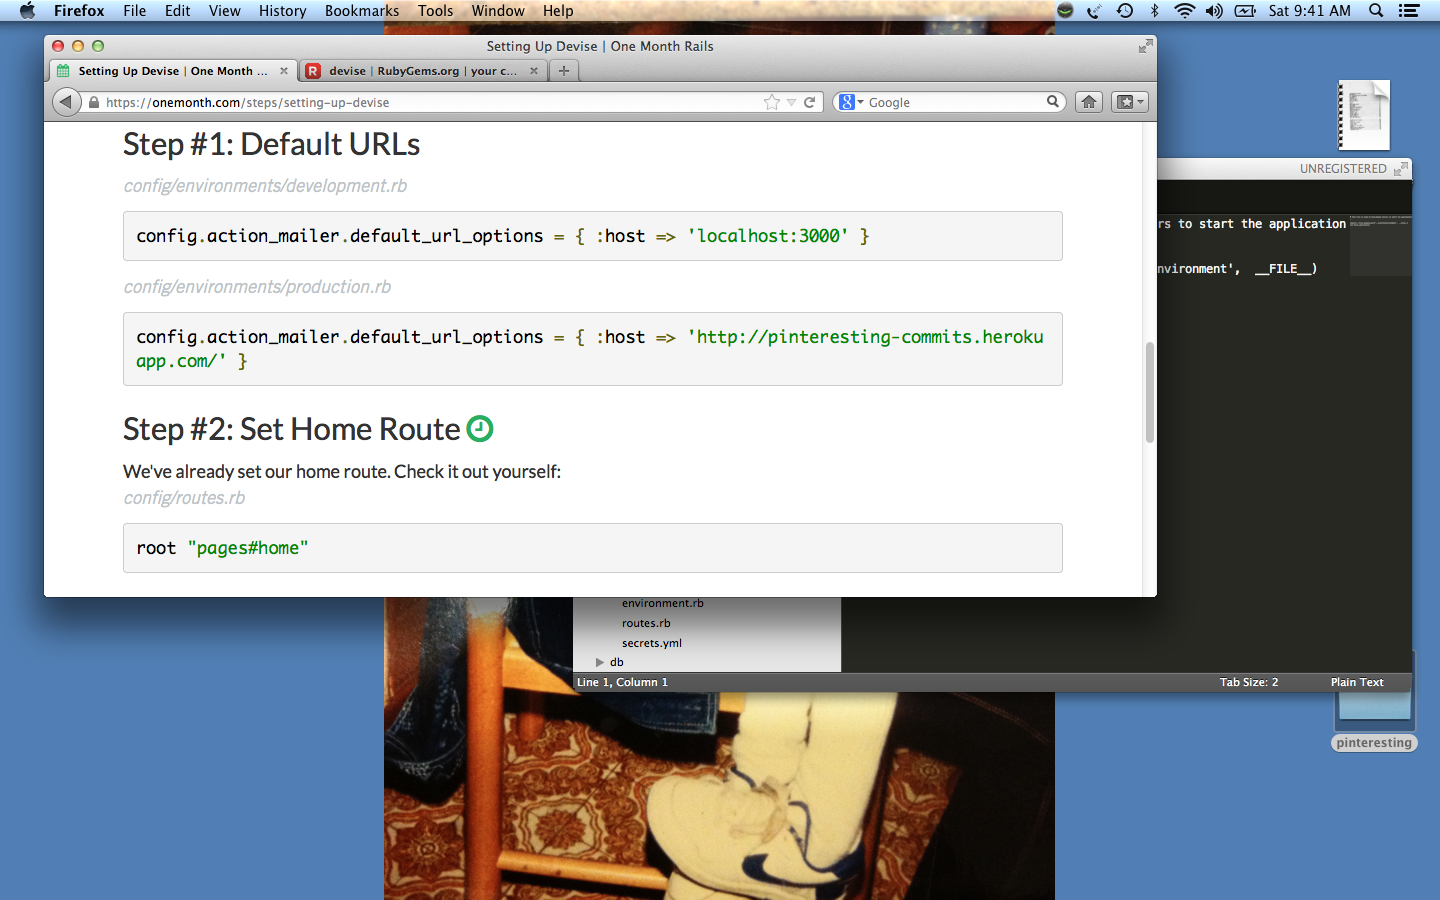 Firefox File Edit View History Bookmarks Tools Window Help Sat 9:41 AM
Setting Up Devise | One Month Rails
Setting Up Devise | One Month ... devise | RubyGems.org | your c...
https://onemonth.com/steps/setting-up-devise Google
Step #1: Default URLs
config/environments/development.rb
config.action_mailer.default_url_options = { :host => 'localhost:3000' }
config/environments/production.rb
config.action_mailer.default_url_options = { :host => 'http://pinteresting-commits.heroku
app.com/' }
Step #2: Set Home Route
We've already set our home route. Check it out yourself:
config/routes.rb
root "pages#home"
UNREGISTERED
rs to start the application
nvironment', __FILE__)
environment.rb
routes.rb
secrets.yml
db
Line 1, Column 1 Tab Size: 2 Plain Text
pinteresting